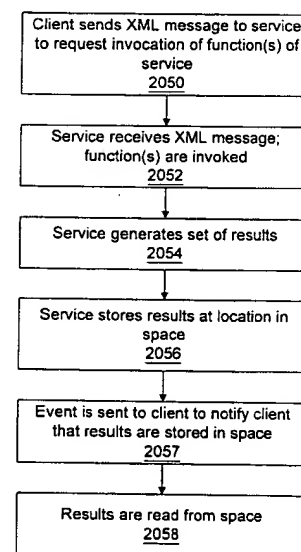 Client sends XML message to service
to request invocation of function(s) of
service
2050
Service receives XML message;
function(s) are invoked
2052
Service generates set of results
2054
Service stores results at location in
space
2056
Event is sent to client to notify client
that results are stored in space
2057
Results are read from space
2058